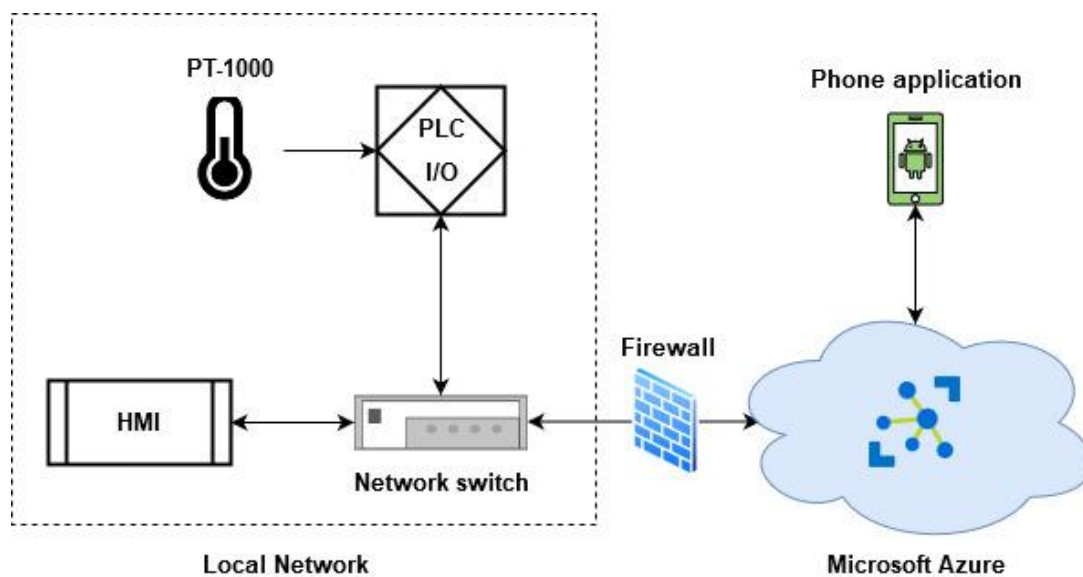 PT-1000
PLC
I/O
Phone application
Firewall
HMI
Network switch
Local Network
Microsoft Azure